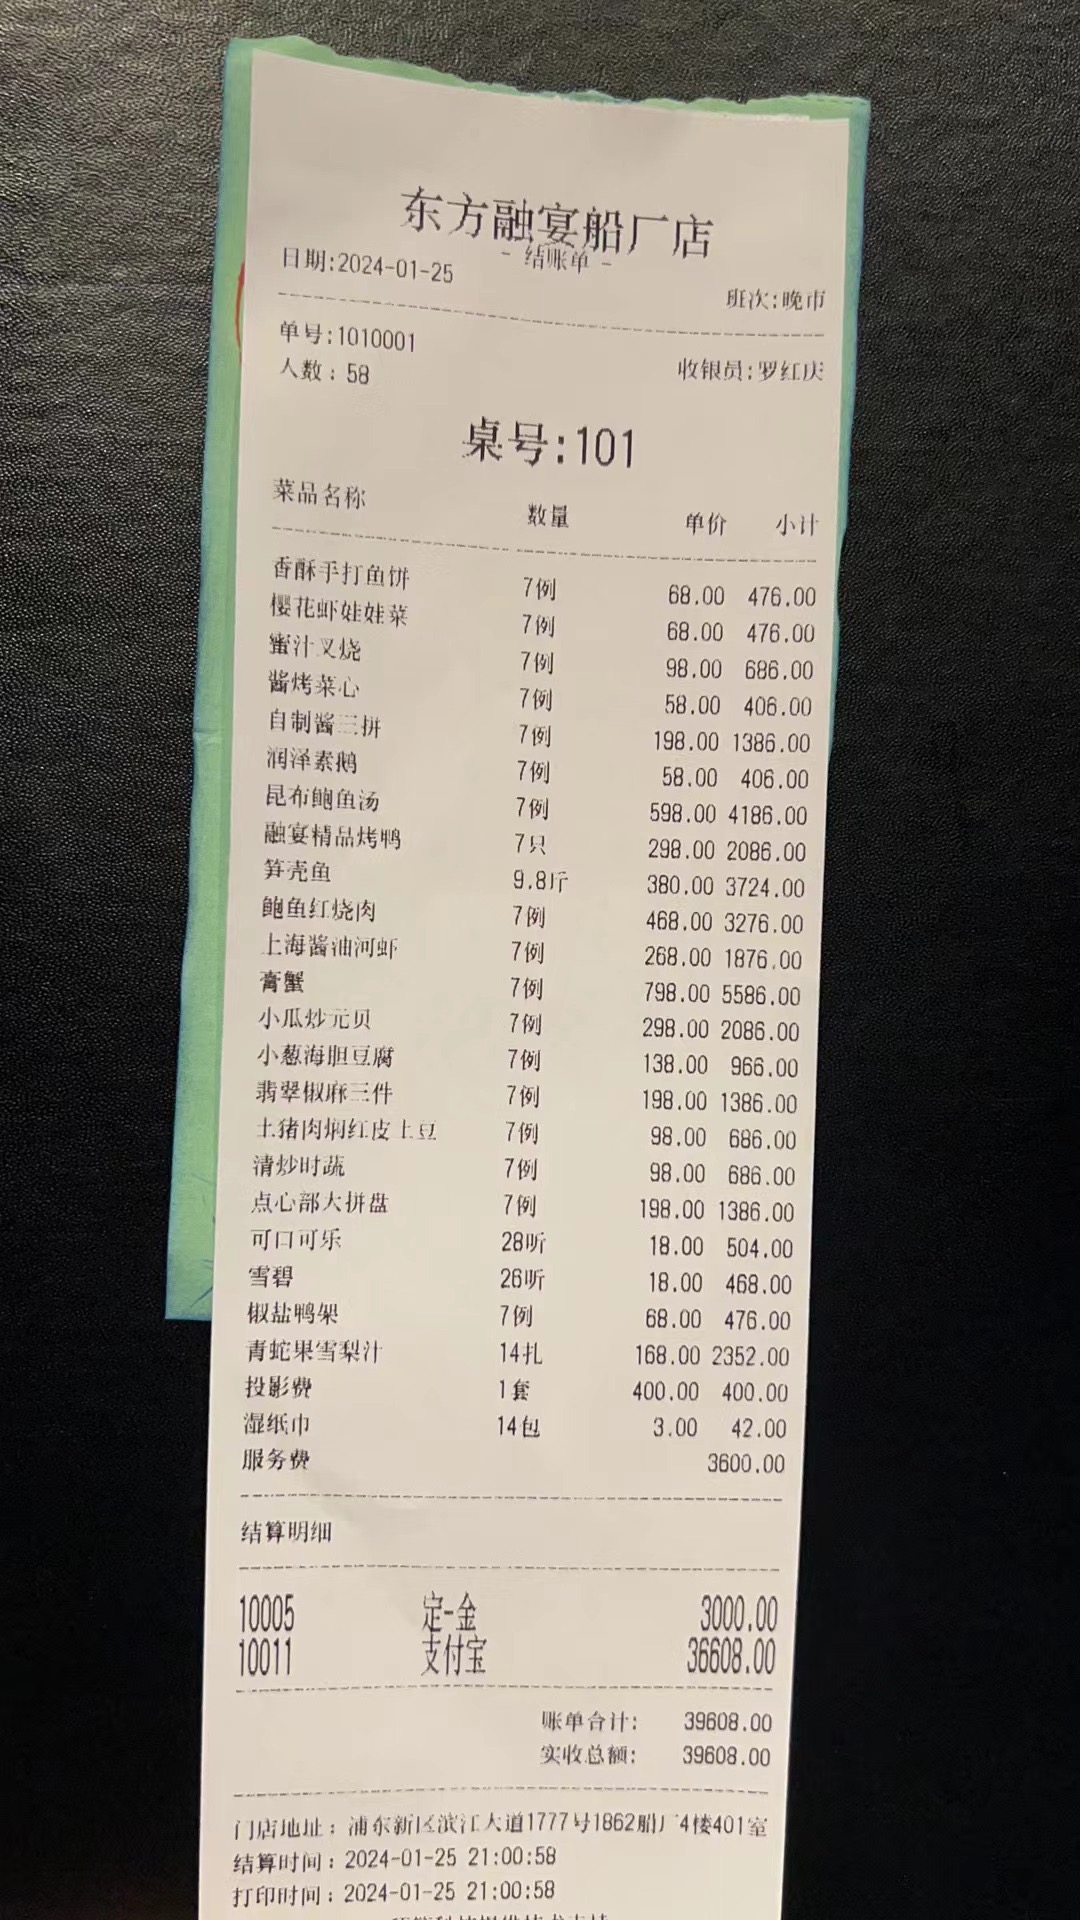 东方融宴船厂店
- 结账单 -
日期:2024-01-25 班次:晚市
单号:1010001
人数：58 收银员:罗红庆
桌号:101
菜品名称 数量 单价 小计
香酥手打鱼饼 7例 68.00 476.00
樱花虾娃娃菜 7例 68.00 476.00
蜜汁叉烧 7例 98.00 686.00
酱烤菜心 7例 58.00 406.00
自制酱三拼 7例 198.00 1386.00
润泽素鹅 7例 58.00 406.00
昆布鲍鱼汤 7例 598.00 4186.00
融宴精品烤鸭 7只 298.00 2086.00
笋壳鱼 9.8斤 380.00 3724.00
鲍鱼红烧肉 7例 468.00 3276.00
上海酱油河虾 7例 268.00 1876.00
膏蟹 7例 798.00 5586.00
小瓜炒元贝 7例 298.00 2086.00
小葱海胆豆腐 7例 138.00 966.00
翡翠椒麻三件 7例 198.00 1386.00
土猪肉焖红皮土豆 7例 98.00 686.00
清炒时蔬 7例 98.00 686.00
点心部大拼盘 7例 198.00 1386.00
可口可乐 28听 18.00 504.00
雪碧 26听 18.00 468.00
椒盐鸭架 7例 68.00 476.00
青蛇果雪梨汁 14扎 168.00 2352.00
投影费 1套 400.00 400.00
湿纸巾 14包 3.00 42.00
服务费 3600.00
结算明细
10005 定-金 3000.00
10011 支付宝 36608.00
账单合计: 39608.00
实收总额: 39608.00
门店地址：浦东新区滨江大道1777号1862船厂4楼401室
结算时间：2024-01-25 21:00:58
打印时间：2024-01-25 21:00:58